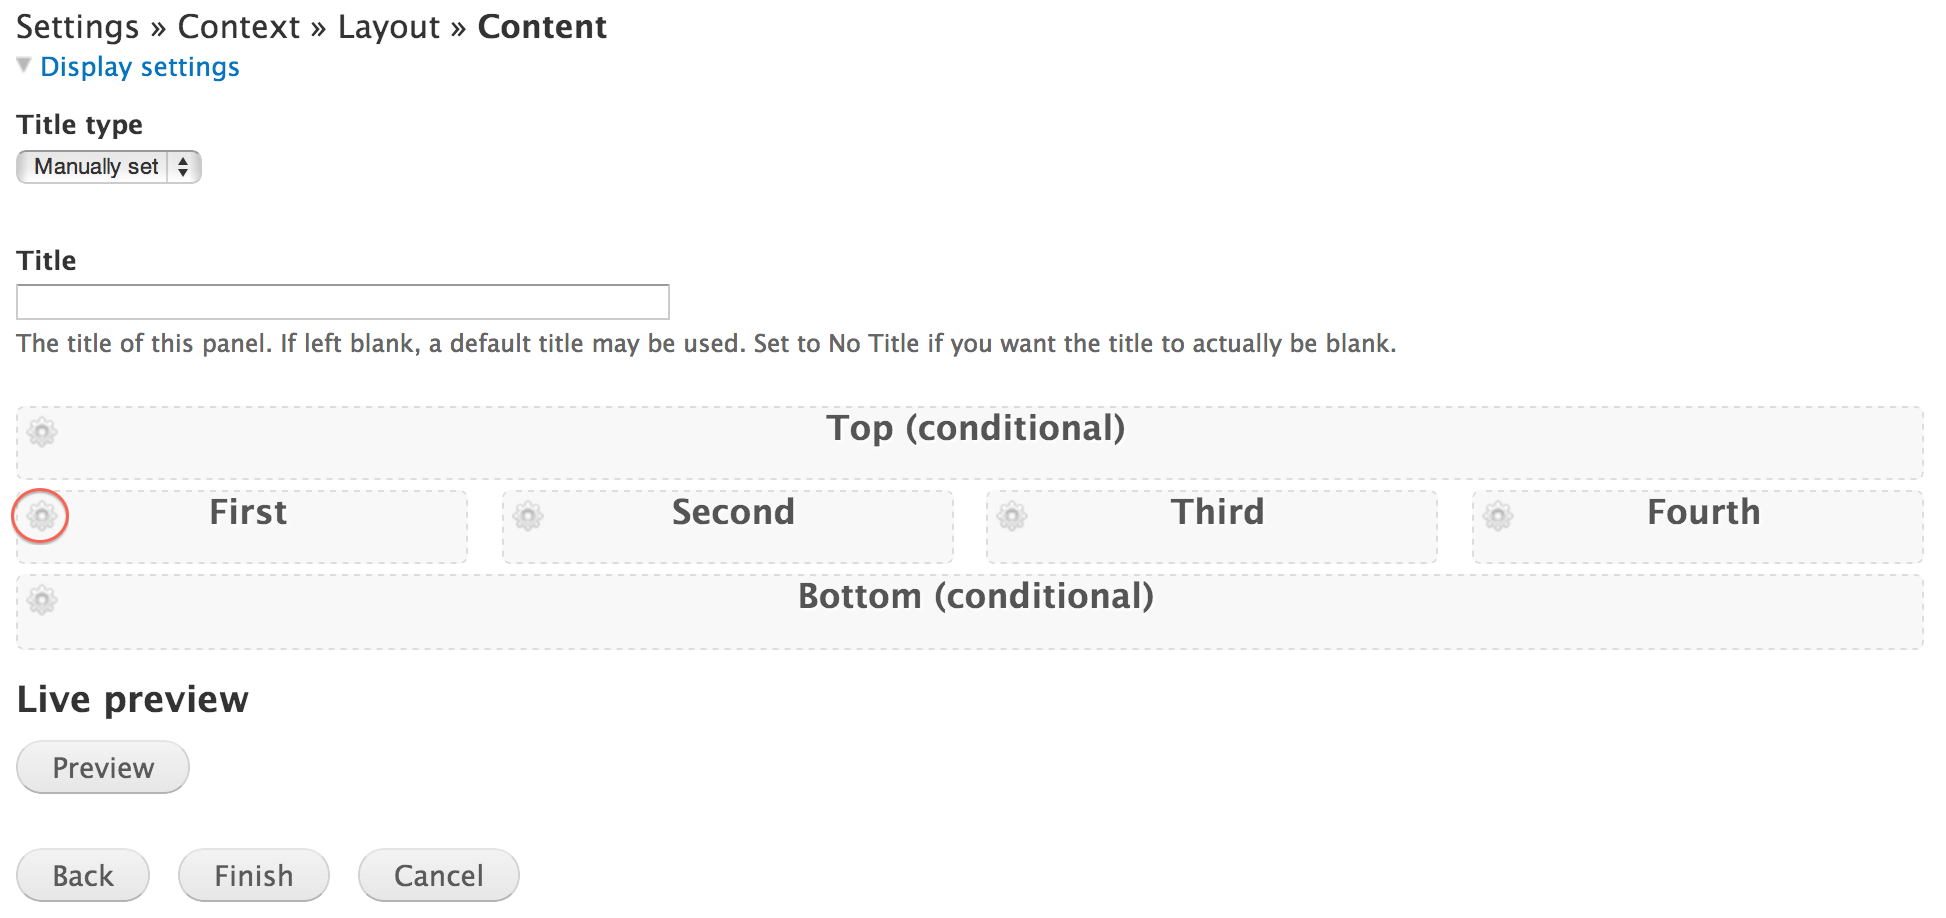 Settings » Context » Layout » Content
Display settings
Title type
Manually set
Title
The title of this panel. If left blank, a default title may be used. Set to No Title if you want the title to actually be blank.
Top (conditional)
First Second Third Fourth
Bottom (conditional)
Live preview
Preview
Back Finish Cancel